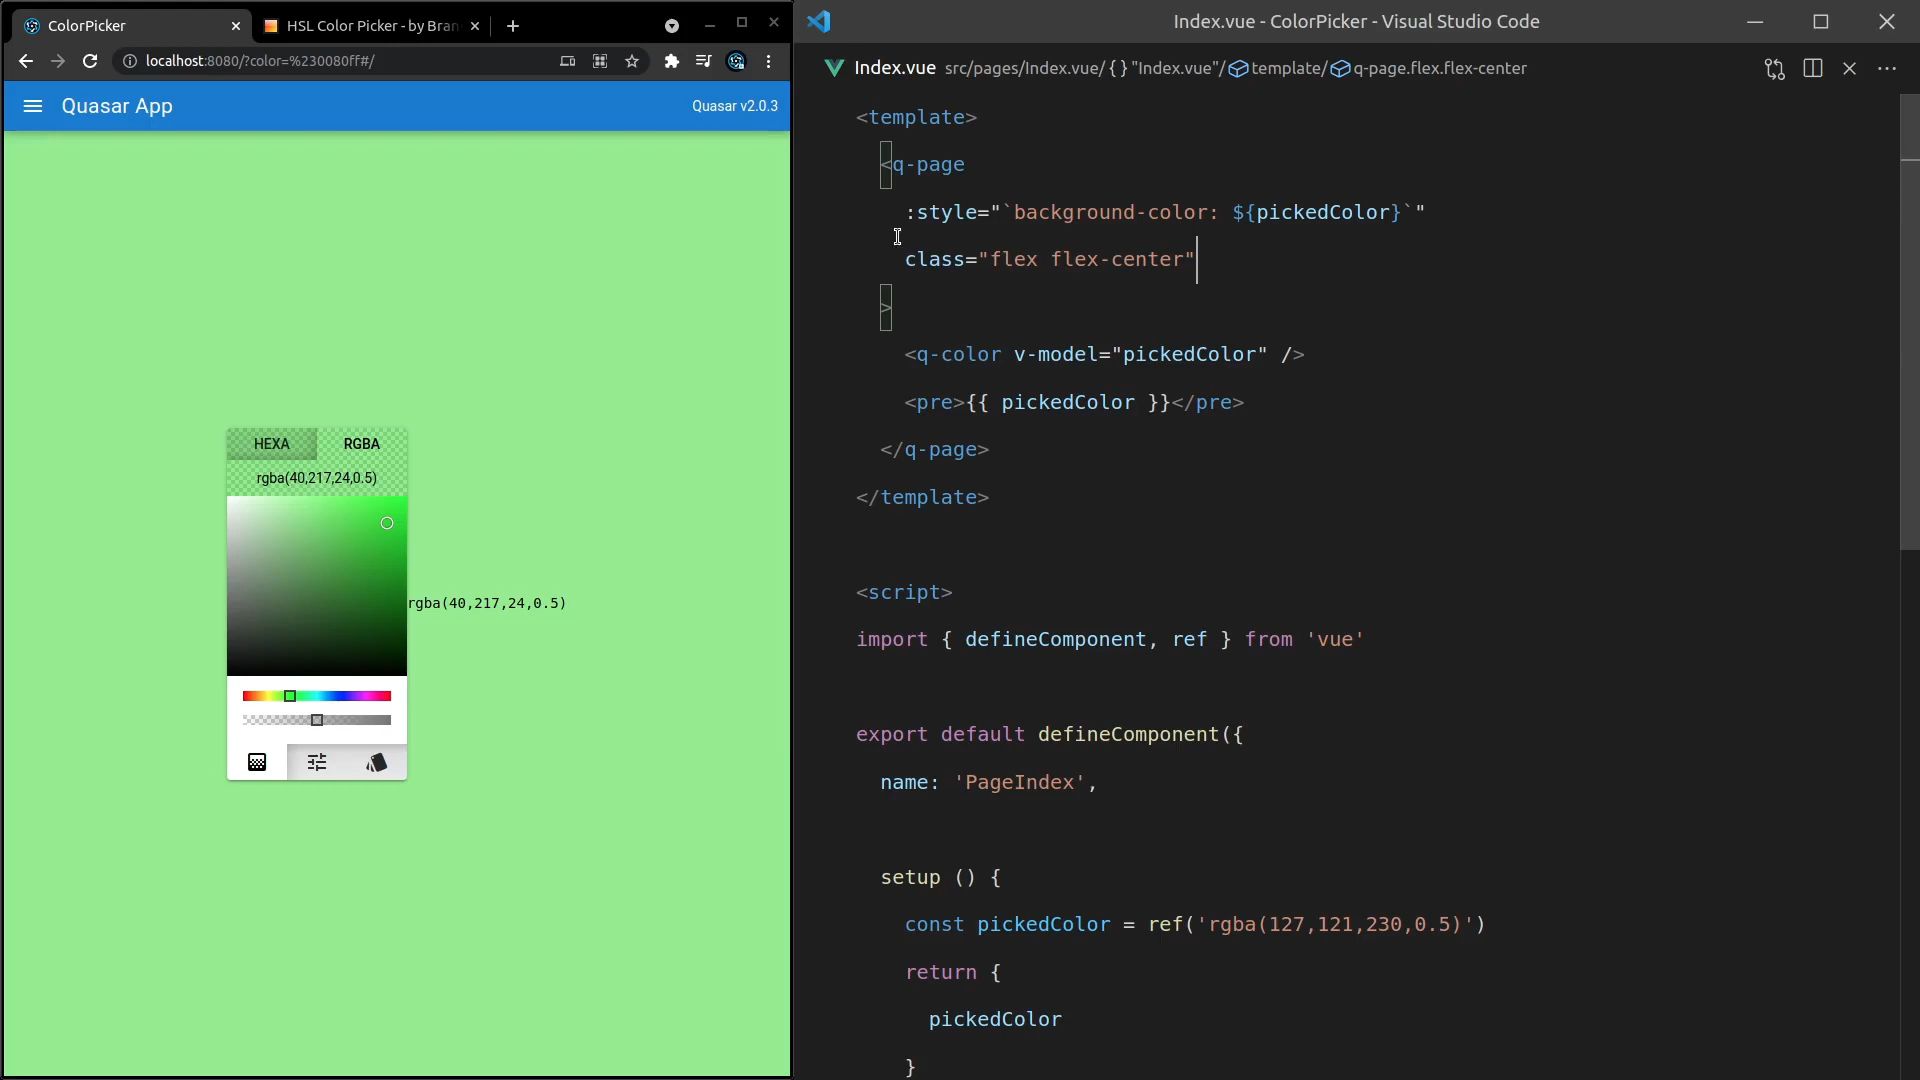 ColorPicker
HSL Color Picker - by Bran
localhost:8080/?color=%230080ff#/
Quasar App
Quasar v2.0.3
HEXA
RGBA
rgba(40,217,24,0.5)
rgba(40,217,24,0.5)
Index.vue - ColorPicker - Visual Studio Code
Index.vue src/pages/Index.vue/ {} "Index.vue"/ template/ q-page.flex.flex-center
<template>
<q-page
:style="`background-color: ${pickedColor}`"
class="flex flex-center"
>
<q-color v-model="pickedColor" />
<pre>{{ pickedColor }}</pre>
</q-page>
</template>
<script>
import { defineComponent, ref } from 'vue'
export default defineComponent({
name: 'PageIndex',
setup () {
const pickedColor = ref('rgba(127,121,230,0.5)')
return {
pickedColor
}